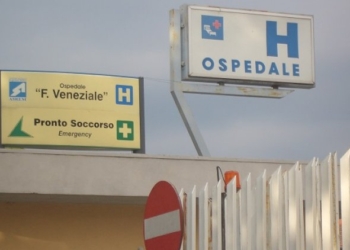 Ospedale
"F. Veneziale"
H
Pronto Soccorso
Emergency
H
OSPEDALE